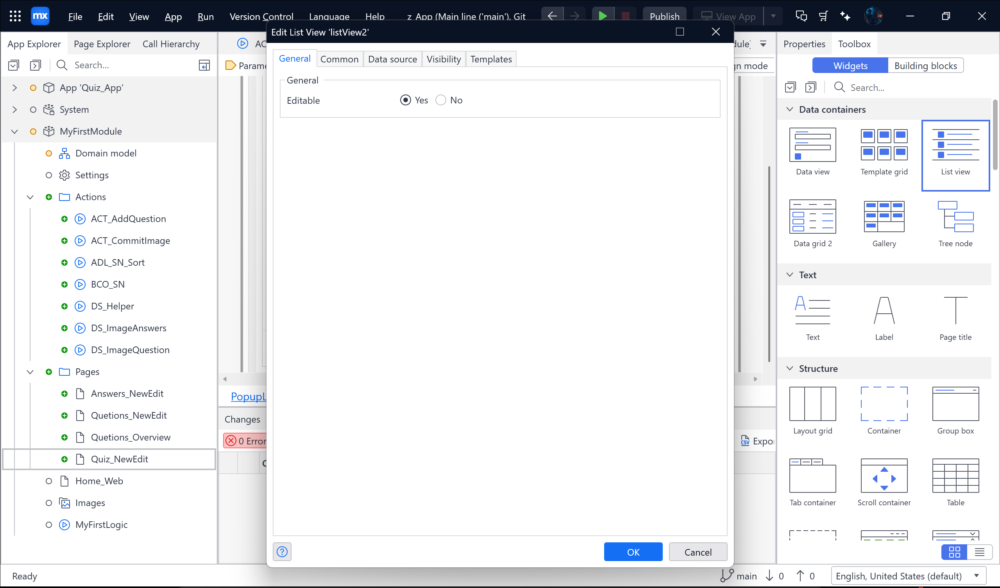 mx File Edit View App Run Version Control Language Help z_App (Main line ('main'), Git Publish View App
Edit List View 'listView2'
App Explorer Page Explorer Call Hierarchy
Search...
App 'Quiz_App'
System
MyFirstModule
Domain model
Settings
Actions
ACT_AddQuestion
ACT_CommitImage
ADL_SN_Sort
BCO_SN
DS_Helper
DS_ImageAnswers
DS_ImageQuestion
Pages
Answers_NewEdit
Quetions_NewEdit
Quetions_Overview
Quiz_NewEdit
Home_Web
Images
MyFirstLogic
AC
Parame
PopupL
Changes
0 Error
General Common Data source Visibility Templates
General
Editable Yes No
OK Cancel
dule]
gn mode
CSV Expor
Properties Toolbox
Widgets Building blocks
Search...
Data containers
Data view Template grid List view
Data grid 2 Gallery Tree node
Text
Text Label Page title
Structure
Layout grid Container Group box
Tab container Scroll container Table
Ready main 0 0 English, United States (default)